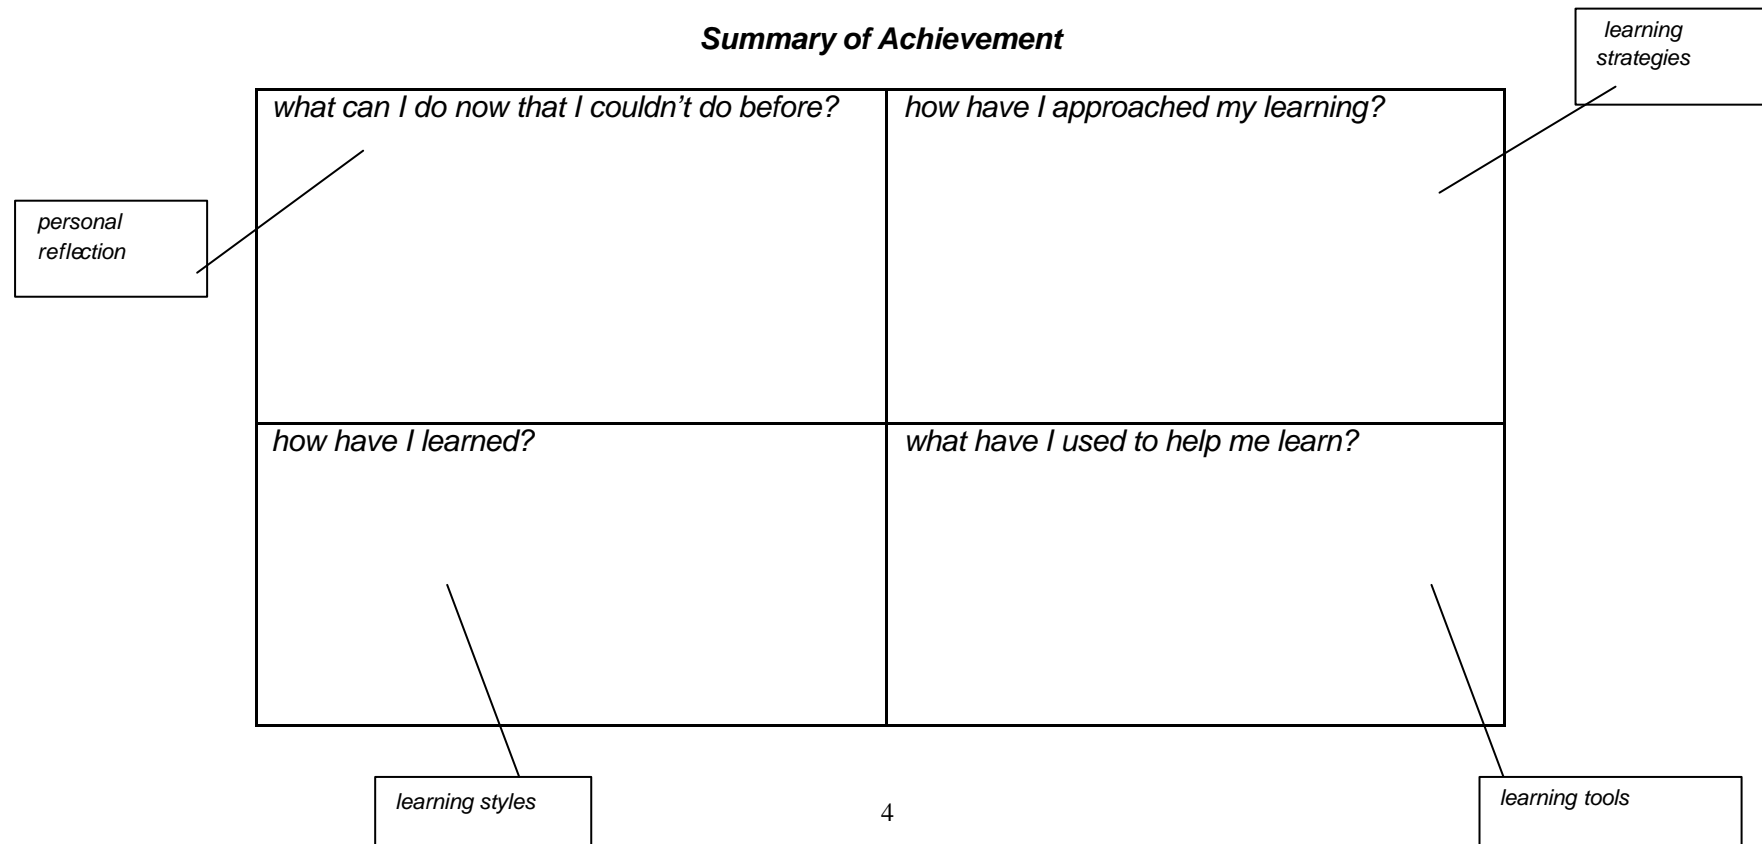 Summary of Achievement
learning
strategies
what can I do now that I couldn’t do before?
how have I approached my learning?
personal
reflection
how have I learned?
what have I used to help me learn?
learning styles
4
learning tools